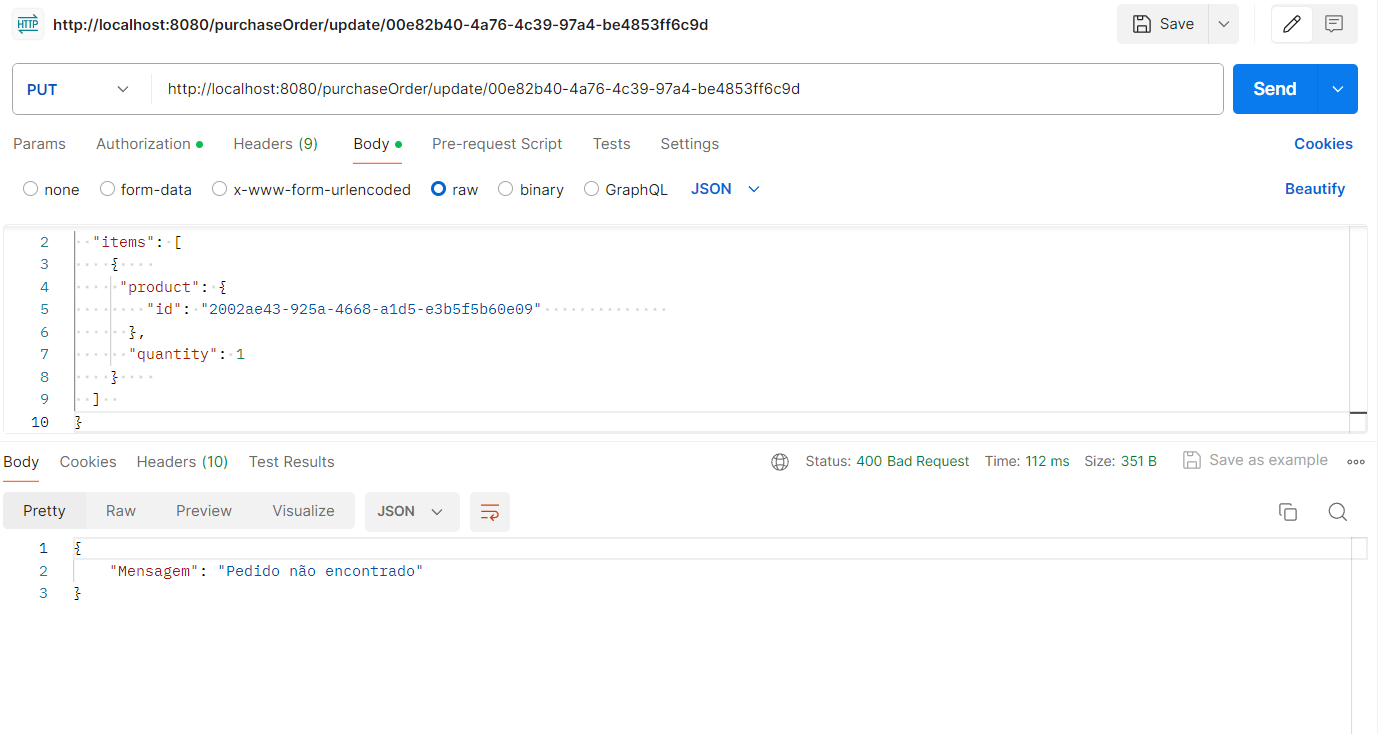 HTTP http://localhost:8080/purchaseOrder/update/00e82b40-4a76-4c39-97a4-be4853ff6c9d Save
PUT http://localhost:8080/purchaseOrder/update/00e82b40-4a76-4c39-97a4-be4853ff6c9d Send
Params Authorization Headers (9) Body Pre-request Script Tests Settings Cookies
none form-data x-www-form-urlencoded raw binary GraphQL JSON Beautify
2 "items": [
3 {
4 "product": {
5 "id": "2002ae43-925a-4668-a1d5-e3b5f5b60e09"
6 },
7 "quantity": 1
8 }
9 ]
10 }
Body Cookies Headers (10) Test Results Status: 400 Bad Request Time: 112 ms Size: 351 B Save as example
Pretty Raw Preview Visualize JSON
1 {
2 "Mensagem": "Pedido não encontrado"
3 }